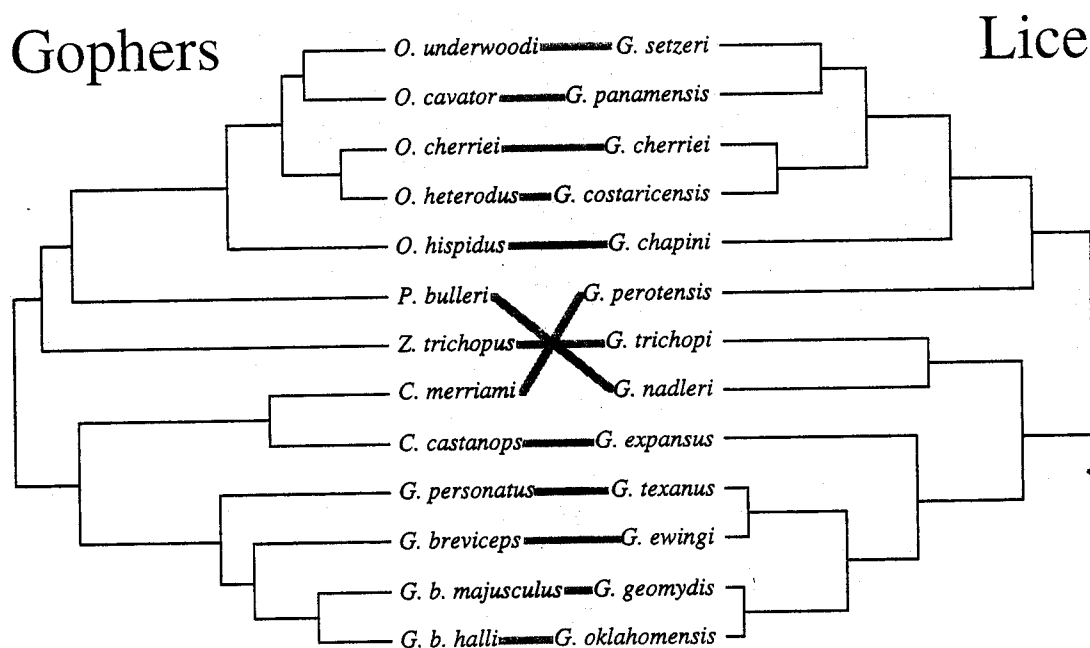 Gophers
Lice
O. underwoodi G. setzeri
O. cavator G. panamensis
O. cherriei G. cherriei
O. heterodus G. costaricensis
O. hispidus G. chapini
P. bulleri G. perotensis
Z. trichopus G. trichopi
C. merriami G. nadleri
C. castanops G. expansus
G. personatus G. texanus
G. breviceps G. ewingi
G. b. majusculus G. geomydis
G. b. halli G. oklahomensis